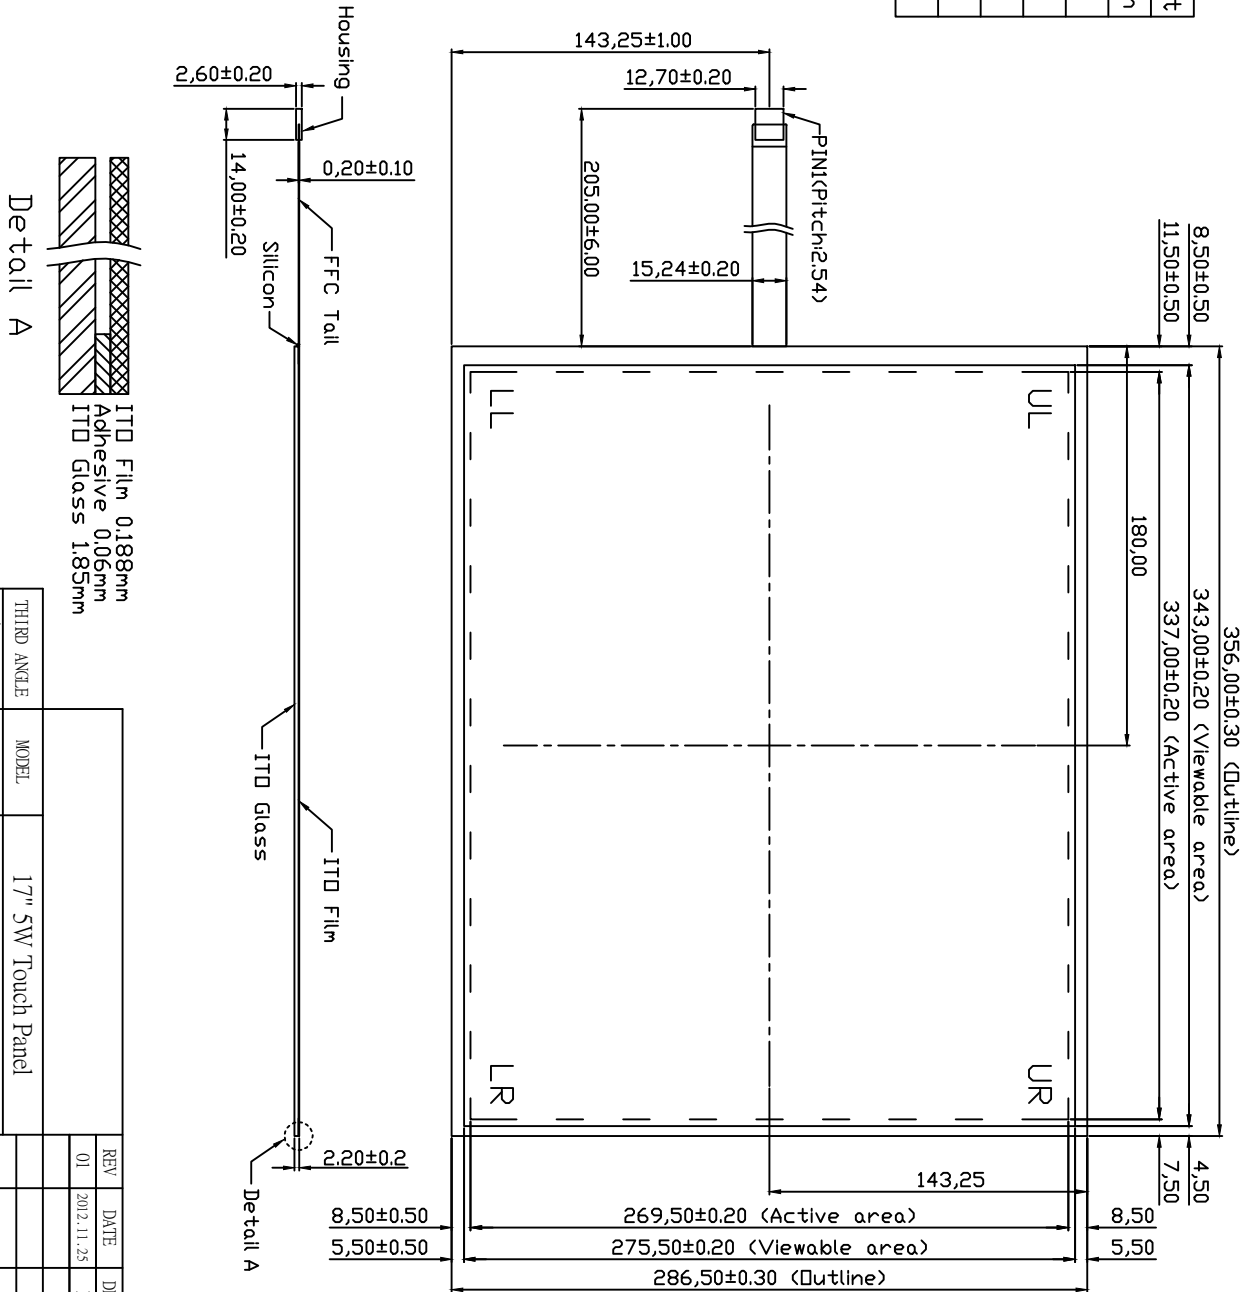 t
n
143,25±1.00
12,70±0.20
2,60±0.20
Housing
PIN1(Pitch:2.54)
205.00±6.00
14,00±0.20
0,20±0.10
15,24±0.20
FFC Tail
Silicon
8,50±0.50
11,50±0.50
356,00±0.30 (Outline)
343,00±0.20 (Viewable area)
337,00±0.20 (Active area)
180,00
UL
LL
UR
LR
4,50
7,50
143,25
8,50±0.50
269,50±0.20 (Active area)
8,50
5,50±0.50
275,50±0.20 (Viewable area)
5,50
286,50±0.30 (Outline)
2.20±0.2
Detail A
ITO Glass
ITO Film
ITO Film 0.188mm
Adhesive 0.06mm
ITO Glass 1.85mm
Detail A
THIRD ANGLE
MODEL
17" 5W Touch Panel
REV
DATE
01
2012.11.25